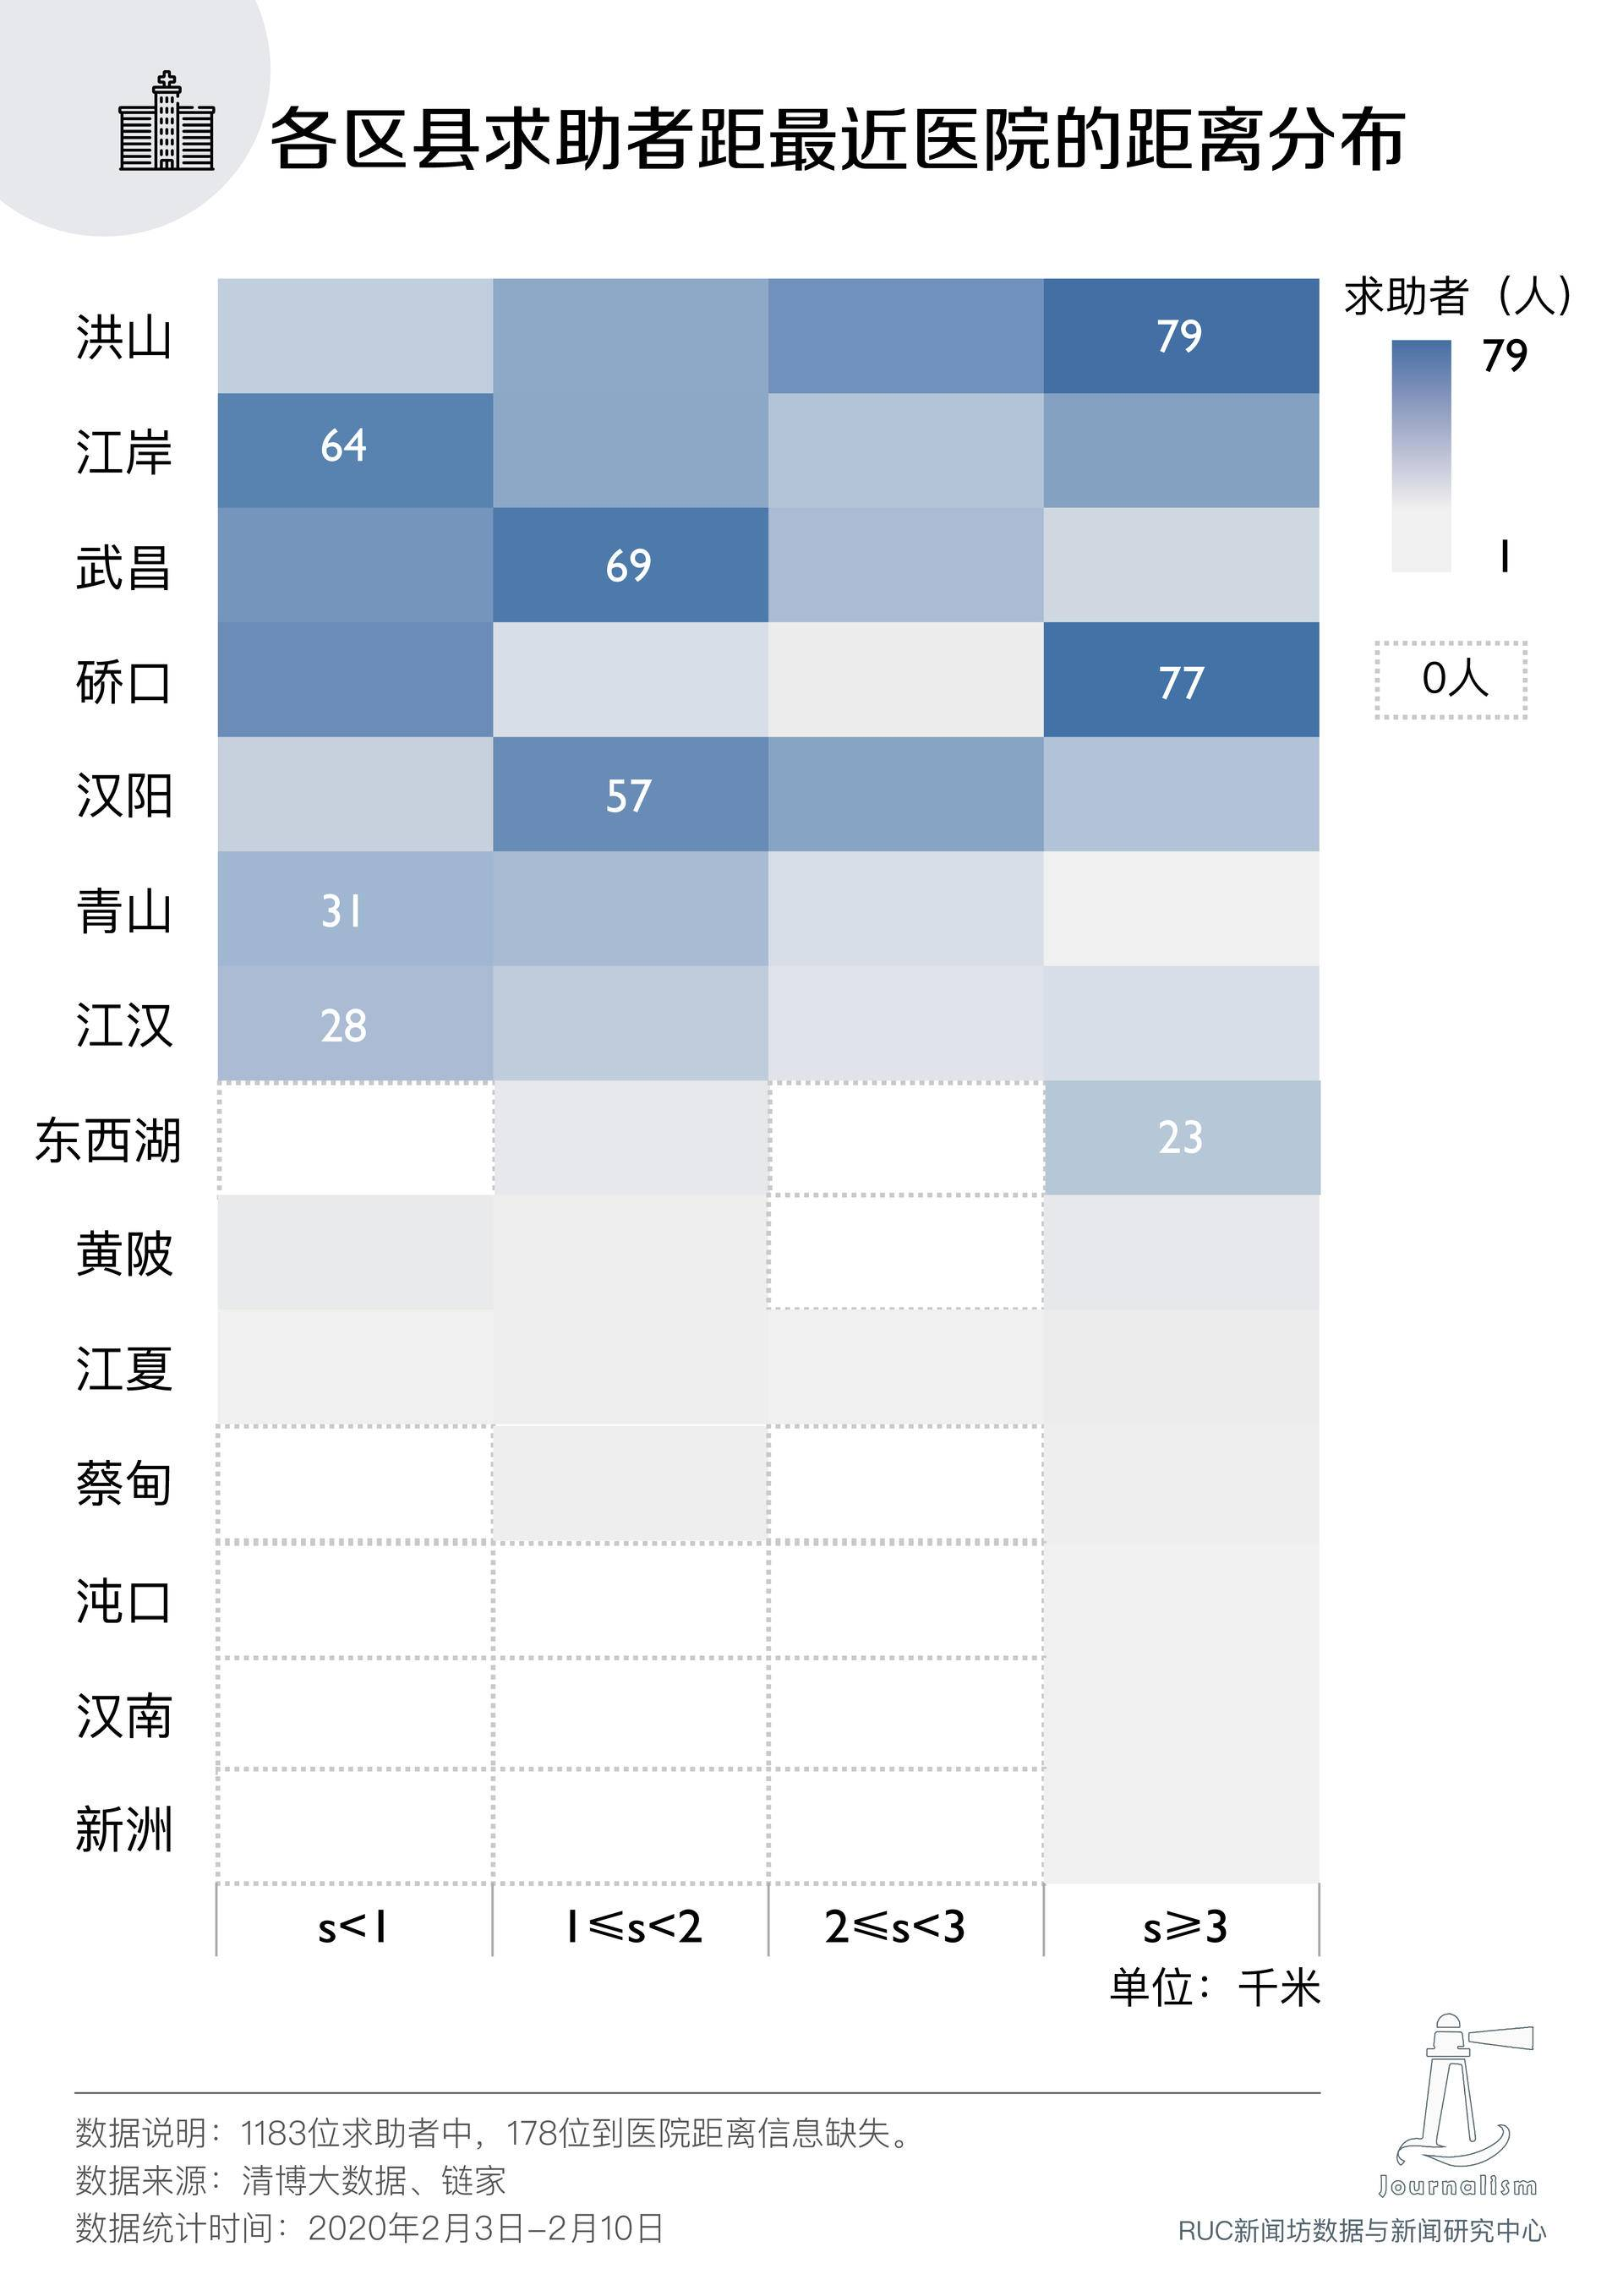 各区县求助者距最近医院的距离分布
求助者（人）
79
1
0人
洪山 79
江岸 64
武昌 69
硚口 77
汉阳 57
青山 31
江汉 28
东西湖 23
黄陂
江夏
蔡甸
沌口
汉南
新洲
s<1 1⩽s<2 2⩽s<3 s⩾3
单位：千米
数据说明：1183位求助者中，178位到医院距离信息缺失。
数据来源：清博大数据、链家
数据统计时间：2020年2月3日-2月10日
Journalism
RUC新闻坊数据与新闻研究中心